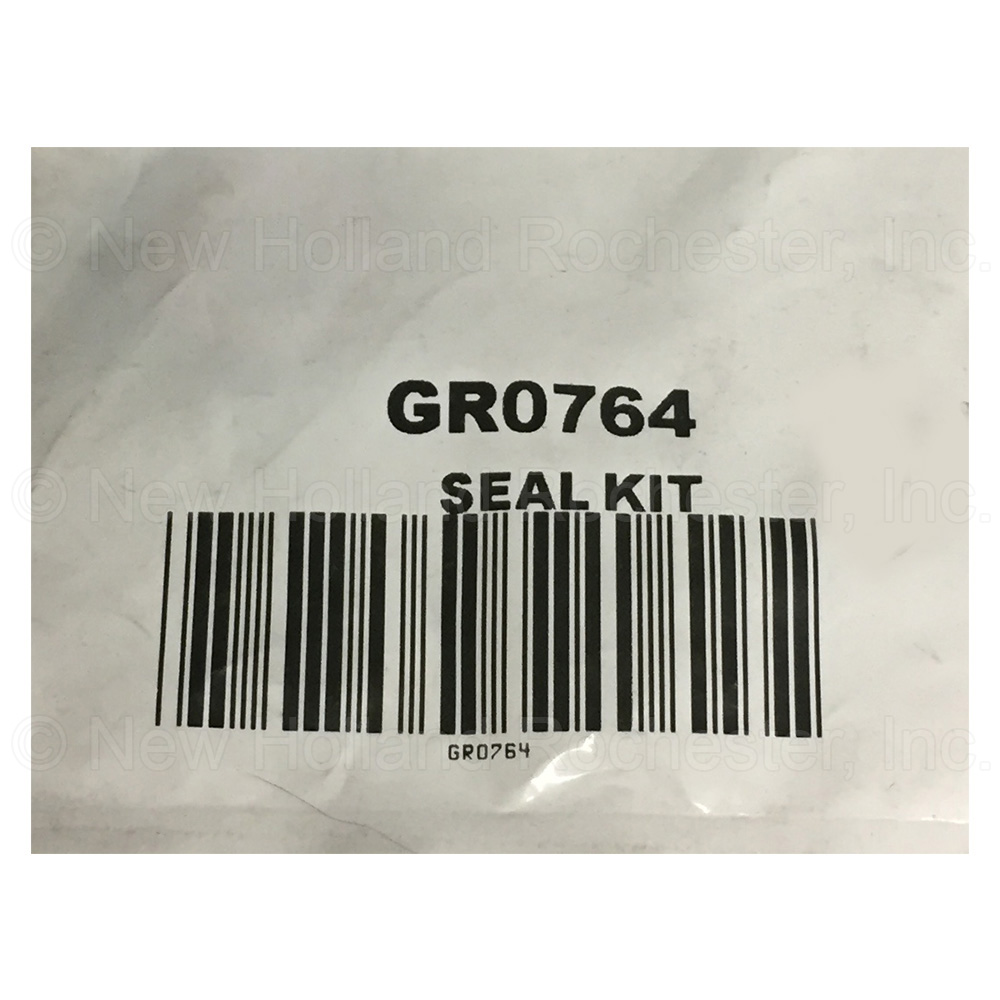 © New Holland Rochester, Inc.
GR0764
© New Holland Rochester, Inc.
SEAL KIT
© New Holland Rochester, Inc.
GR0764